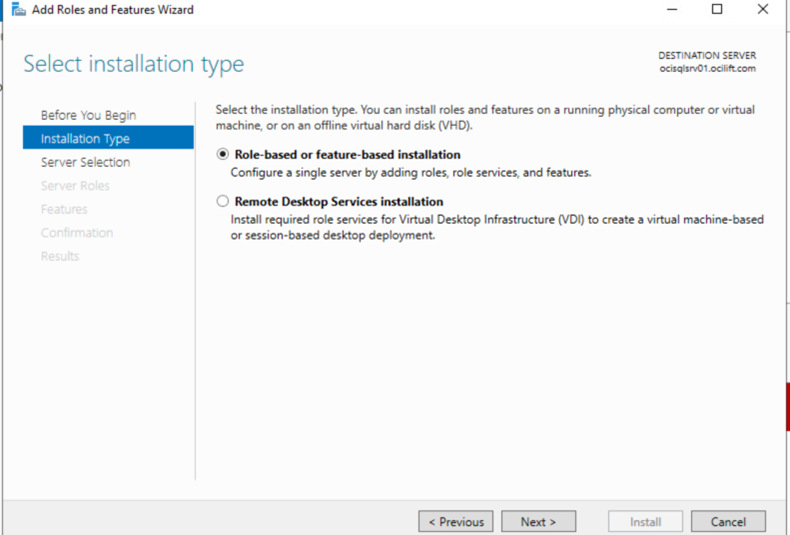 Add Roles and Features Wizard
Select installation type
DESTINATION SERVER
ocisqlsrv01.ocilift.com
Before You Begin
Installation Type
Server Selection
Server Roles
Features
Confirmation
Results
Select the installation type. You can install roles and features on a running physical computer or virtual
machine, or on an offline virtual hard disk (VHD).
Role-based or feature-based installation
Configure a single server by adding roles, role services, and features.
Remote Desktop Services installation
Install required role services for Virtual Desktop Infrastructure (VDI) to create a virtual machine-based
or session-based desktop deployment.
< Previous
Next >
Install
Cancel